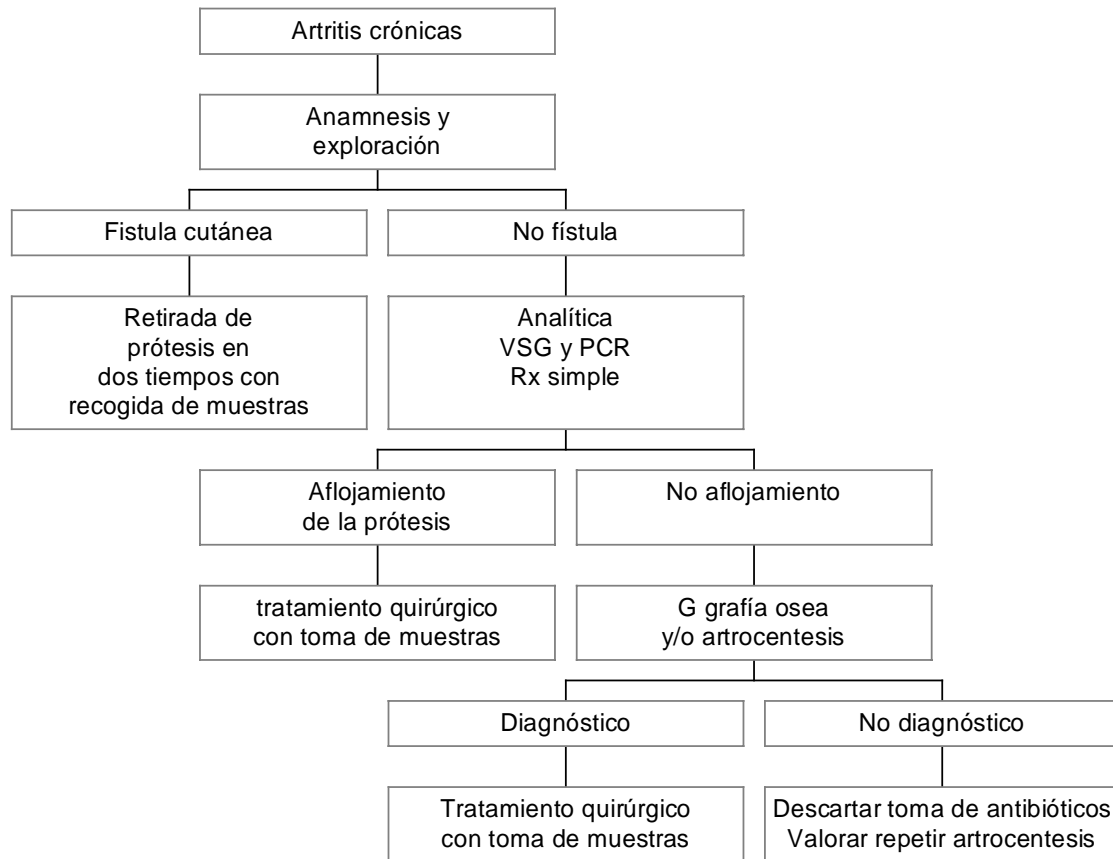 Artritis crónicas
Anamnesis y
exploración
Fistula cutánea
No fístula
Retirada de
prótesis en
dos tiempos con
recogida de muestras
Analítica
VSG y PCR
Rx simple
Aflojamiento
de la prótesis
No aflojamiento
tratamiento quirúrgico
con toma de muestras
G grafía osea
y/o artrocentesis
Diagnóstico
No diagnóstico
Tratamiento quirúrgico
con toma de muestras
Descartar toma de antibióticos
Valorar repetir artrocentesis